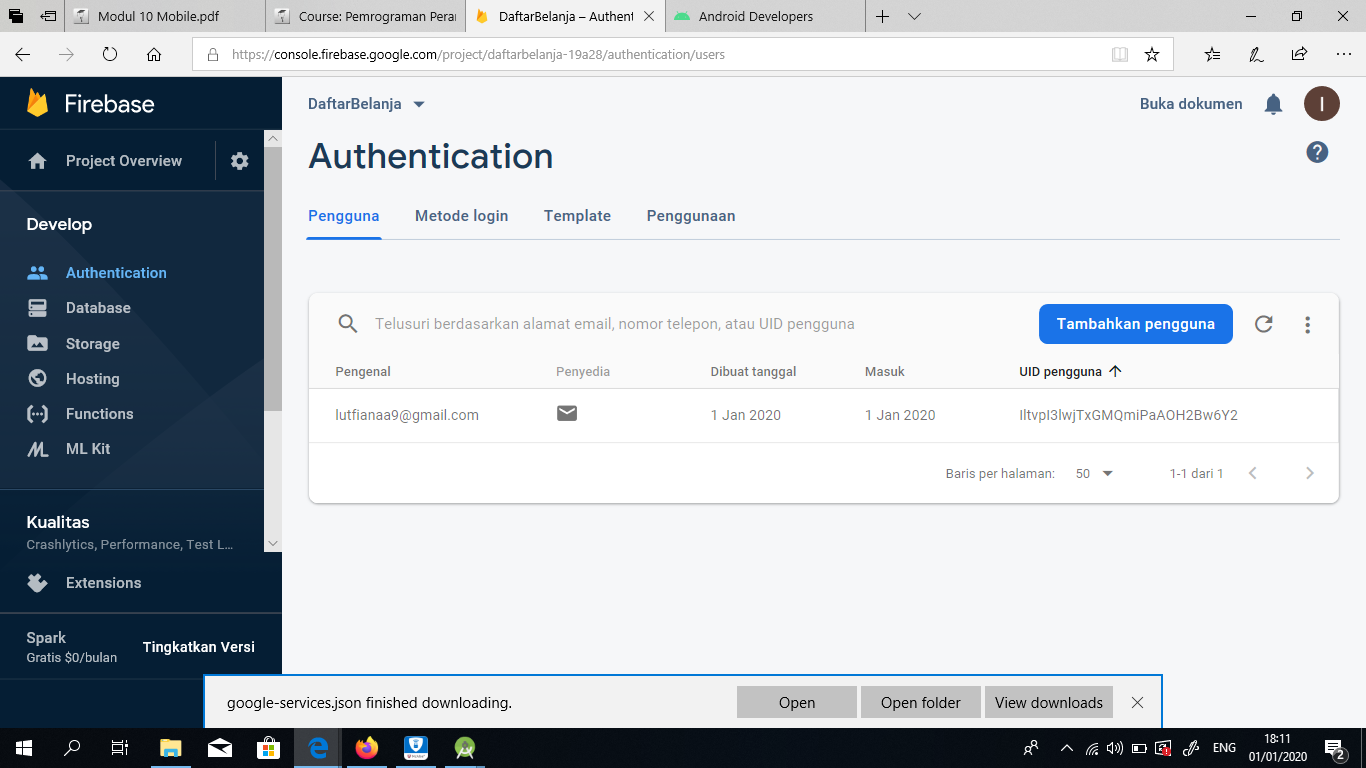 Modul 10 Mobile.pdf
Course: Pemrograman Peran
DaftarBelanja – Authent
Android Developers
https://console.firebase.google.com/project/daftarbelanja-19a28/authentication/users
Firebase
Project Overview
Develop
Authentication
Database
Storage
Hosting
Functions
ML Kit
Kualitas
Crashlytics, Performance, Test L...
Extensions
Spark
Gratis $0/bulan
Tingkatkan Versi
DaftarBelanja
Buka dokumen
I
Authentication
Pengguna Metode login Template Penggunaan
Telusuri berdasarkan alamat email, nomor telepon, atau UID pengguna
Tambahkan pengguna
Pengenal Penyedia Dibuat tanggal Masuk UID pengguna
lutfianaa9@gmail.com 1 Jan 2020 1 Jan 2020 IltvpI3lwjTxGMQmiPaAOH2Bw6Y2
Baris per halaman: 50 1-1 dari 1
google-services.json finished downloading.
Open Open folder View downloads
ENG
18:11
01/01/2020
2